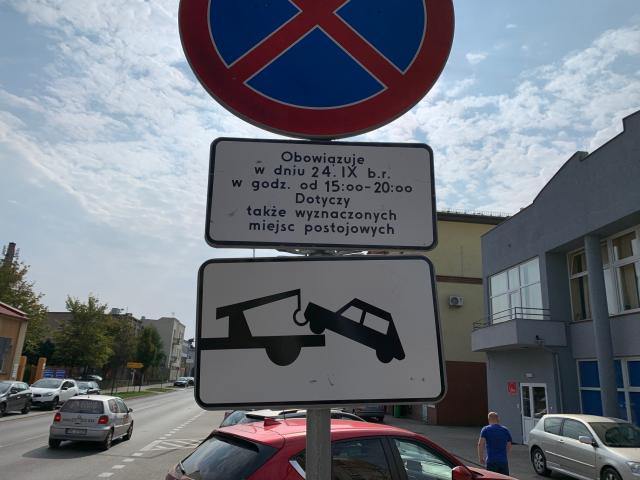 Obowiązuje
w dniu 24. IX b.r.
w godz. od 15:00-20:00
Dotyczy
także wyznaczonych
miejsc postojowych